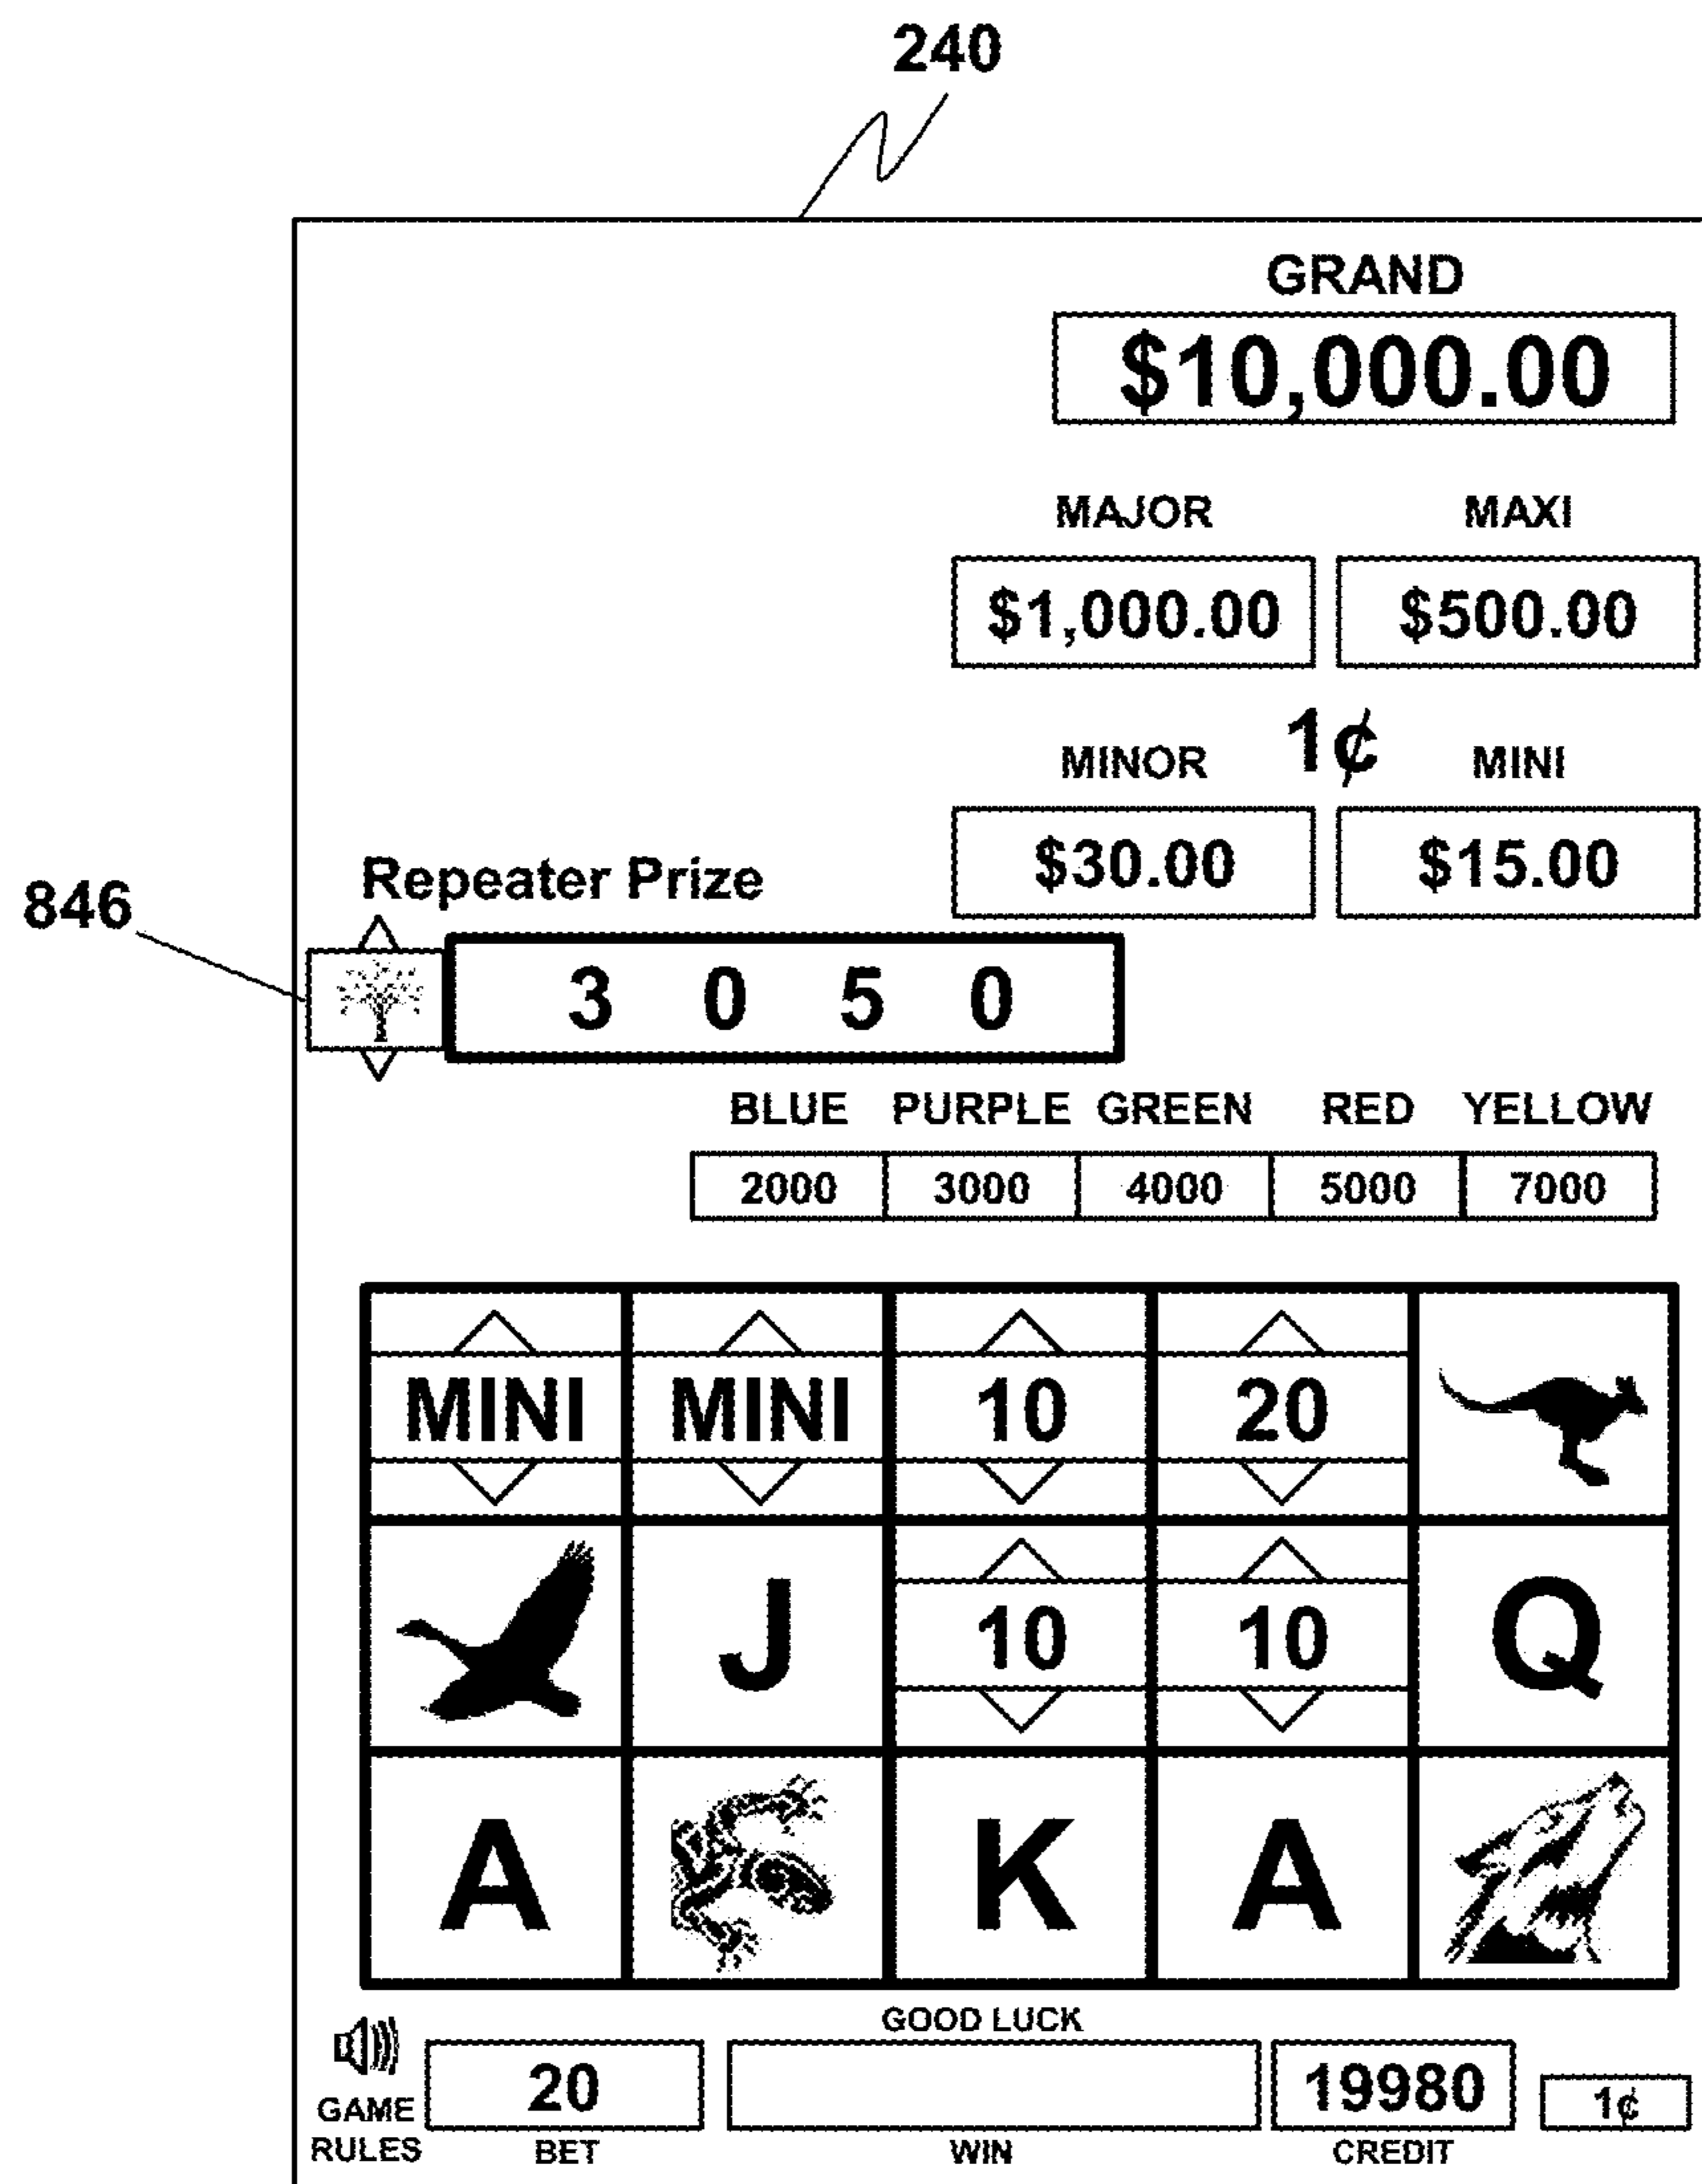 240
GRAND
$10,000.00
MAJOR MAXI
$1,000.00 $500.00
1¢
MINOR MINI
$30.00 $15.00
Repeater Prize
846
3 0 5 0
BLUE PURPLE GREEN RED YELLOW
2000 3000 4000 5000 7000
MINI MINI 10 20
J 10 10 Q
A K A
GOOD LUCK
20 19980 1¢
GAME
RULES BET WIN CREDIT